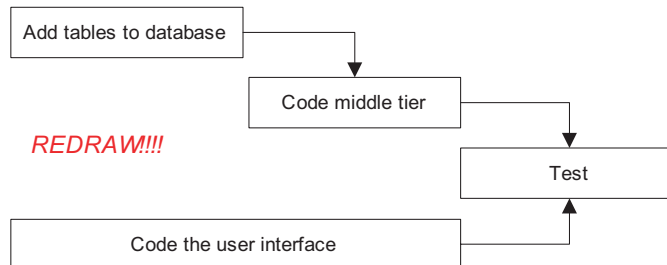 Add tables to database
Code middle tier
REDRAW!!!!
Test
Code the user interface